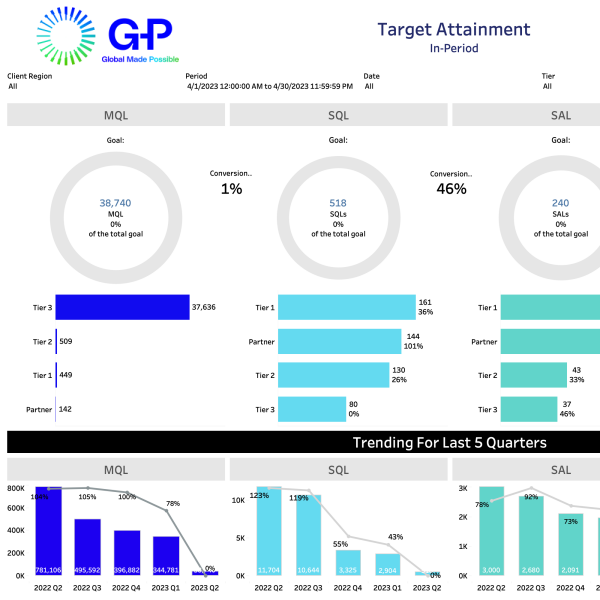 G-P
Global Made Possible
Target Attainment
In-Period
Client Region Period Date Tier
All 4/1/2023 12:00:00 AM to 4/30/2023 11:59:59 PM All All
MQL SQL SAL
Goal: Goal: Goal:
Conversion.. Conversion..
1% 46%
38,740 518 240
MQL SQLs SALs
0% 0% 0%
of the total goal of the total goal of the total goal
Tier 3 37,636
Tier 2 509
Tier 1 449
Partner 142
Tier 1 161 36%
Partner 144 101%
Tier 2 130 26%
Tier 3 80 0%
Tier 1
Partner
Tier 2 43 33%
Tier 3 37 46%
Trending For Last 5 Quarters
MQL SQL SAL
800K
600K
400K
200K
0K
105% 100% 78% 0%
781,106 495,592 396,882 344,781
2022 Q2 2022 Q3 2022 Q4 2023 Q1 2023 Q2
10K
5K
0K
123% 119% 55% 43% 0%
11,704 10,644 3,325 2,904
2022 Q2 2022 Q3 2022 Q4 2023 Q1 2023 Q2
3K
2K
1K
0K
78% 92% 73%
3,000 2,680 2,091
2022 Q2 2022 Q3 2022 Q4